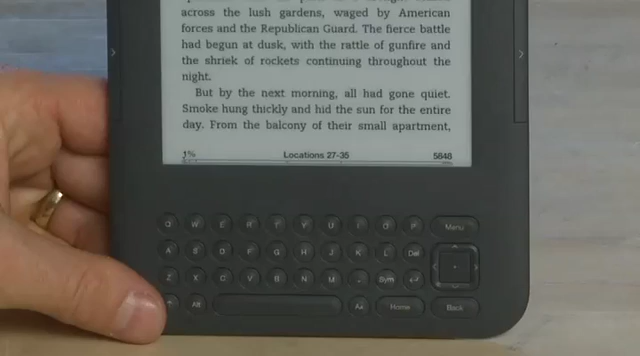 across the lush gardens, waged by American
forces and the Republican Guard. The fierce battle
had begun at dusk, with the rattle of gunfire and
the shriek of rockets continuing throughout the
night.
But by the next morning, all had gone quiet.
Smoke hung thickly and hid the sun for the entire
day. From the balcony of their small apartment,
1% Locations 27-35 5848
Q W E R T Y U I O P Menu
A S D F G H J K L Del
Z X C V B N M . Sym
Alt Aa Home Back